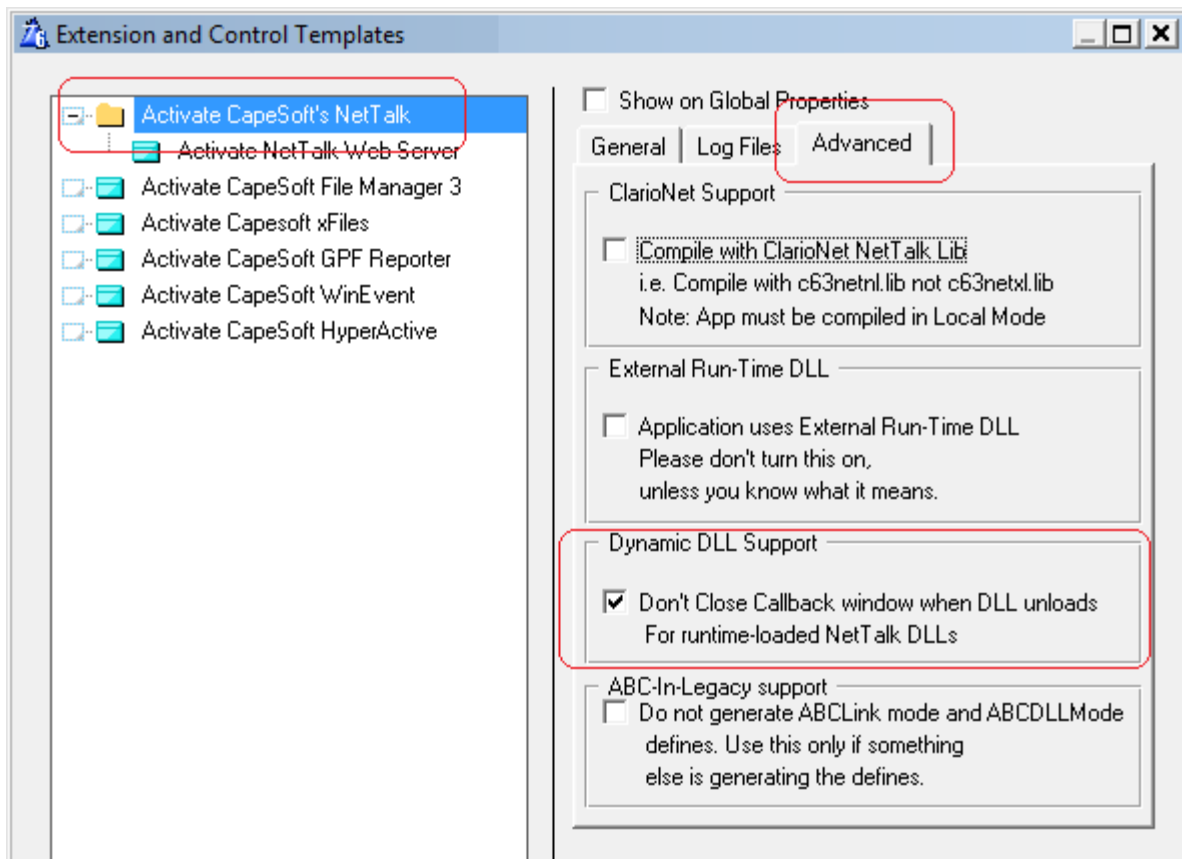 Extension and Control Templates
Activate CapeSoft's NetTalk
Activate NetTalk Web Server
Activate CapeSoft File Manager 3
Activate Capesoft xFiles
Activate CapeSoft GPF Reporter
Activate CapeSoft WinEvent
Activate CapeSoft HyperActive
Show on Global Properties
General
Log Files
Advanced
ClarioNet Support
Compile with ClarioNet NetTalk Lib
i.e. Compile with c63netnl.lib not c63netxl.lib
Note: App must be compiled in Local Mode
External Run-Time DLL
Application uses External Run-Time DLL
Please don't turn this on,
unless you know what it means.
Dynamic DLL Support
Don't Close Callback window when DLL unloads
For runtime-loaded NetTalk DLLs
ABC-In-Legacy support
Do not generate ABCLink mode and ABCDLLMode
defines. Use this only if something
else is generating the defines.